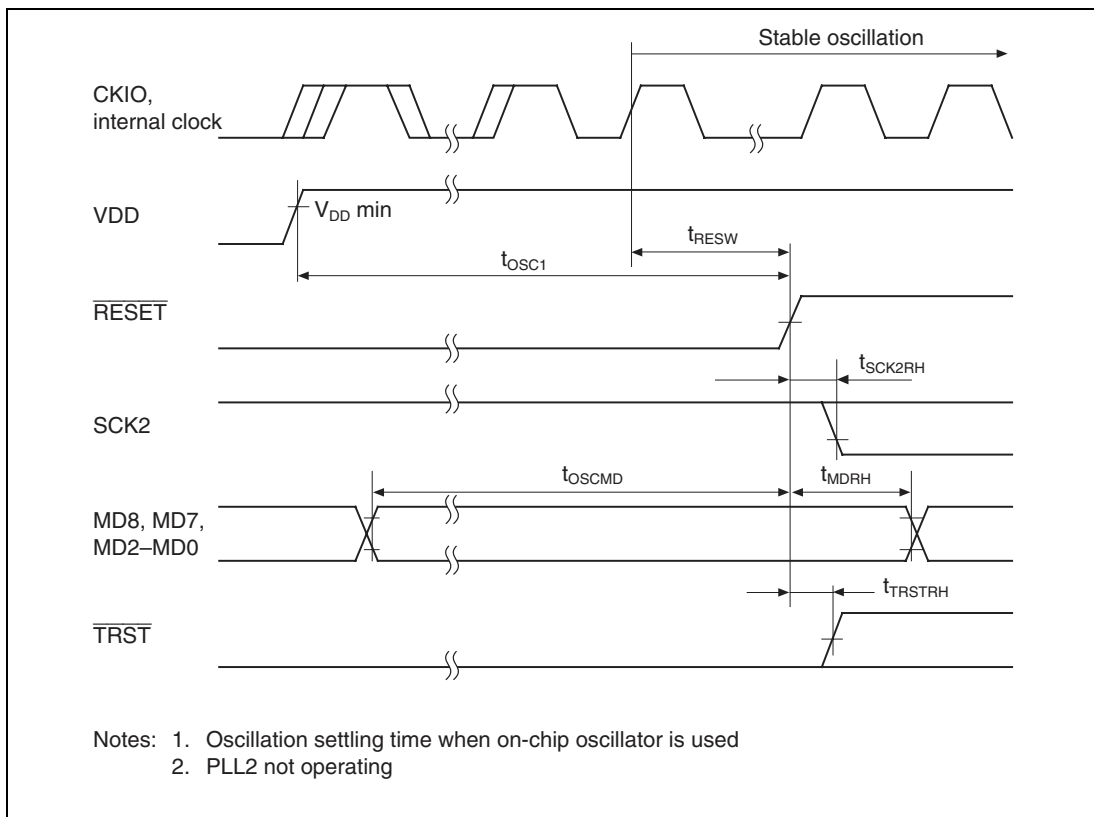 Stable oscillation
CKIO,
internal clock
VDD
VDD min
tRESW
tOSC1
RESET
tSCK2RH
SCK2
tOSCMD
tMDRH
MD8, MD7,
MD2–MD0
tTRSTRH
TRST
Notes: 1. Oscillation settling time when on-chip oscillator is used
2. PLL2 not operating